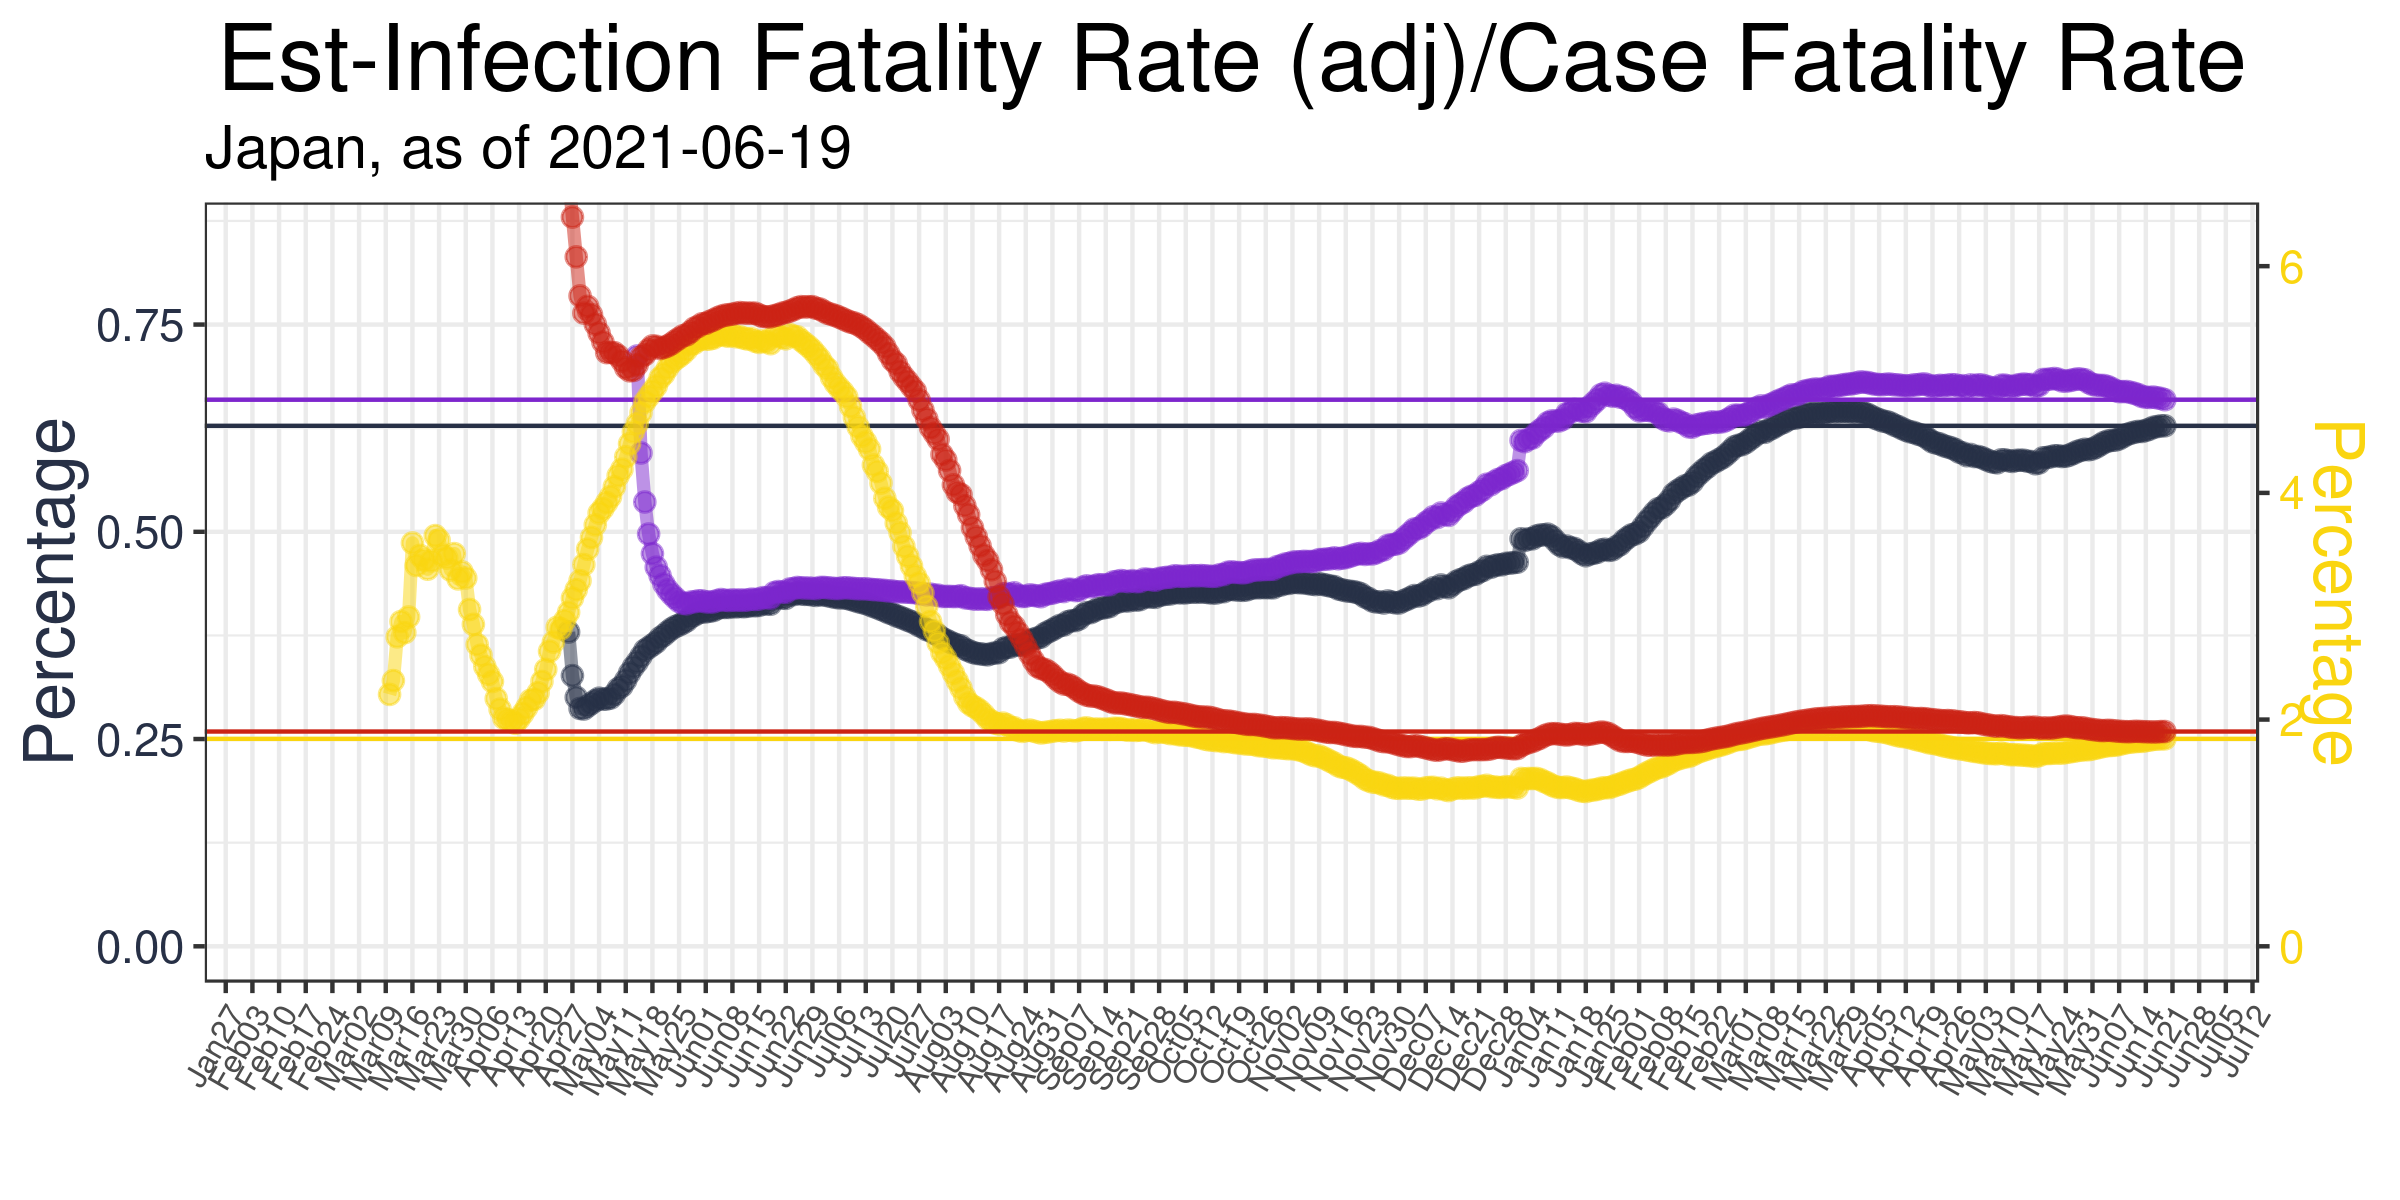 Est-Infection Fatality Rate (adj)/Case Fatality Rate
Japan, as of 2021-06-19
Percentage
0.75
0.50
0.25
0.00
6
4
2
0
Percentage
Jan27
Feb03
Feb10
Feb17
Feb24
Mar02
Mar09
Mar16
Mar23
Mar30
Apr06
Apr13
Apr20
Apr27
May04
May11
May18
May25
Jun01
Jun08
Jun15
Jun22
Jun29
Jul06
Jul13
Jul20
Jul27
Aug03
Aug10
Aug17
Aug24
Aug31
Sep07
Sep14
Sep21
Sep28
Oct05
Oct12
Oct19
Oct26
Nov02
Nov09
Nov16
Nov23
Nov30
Dec07
Dec14
Dec21
Dec28
Jan04
Jan11
Jan18
Jan25
Feb01
Feb08
Feb15
Feb22
Mar01
Mar08
Mar15
Mar22
Mar29
Apr05
Apr12
Apr19
Apr26
May03
May10
May17
May24
May31
Jun07
Jun14
Jun21
Jun28
Jul05
Jul12